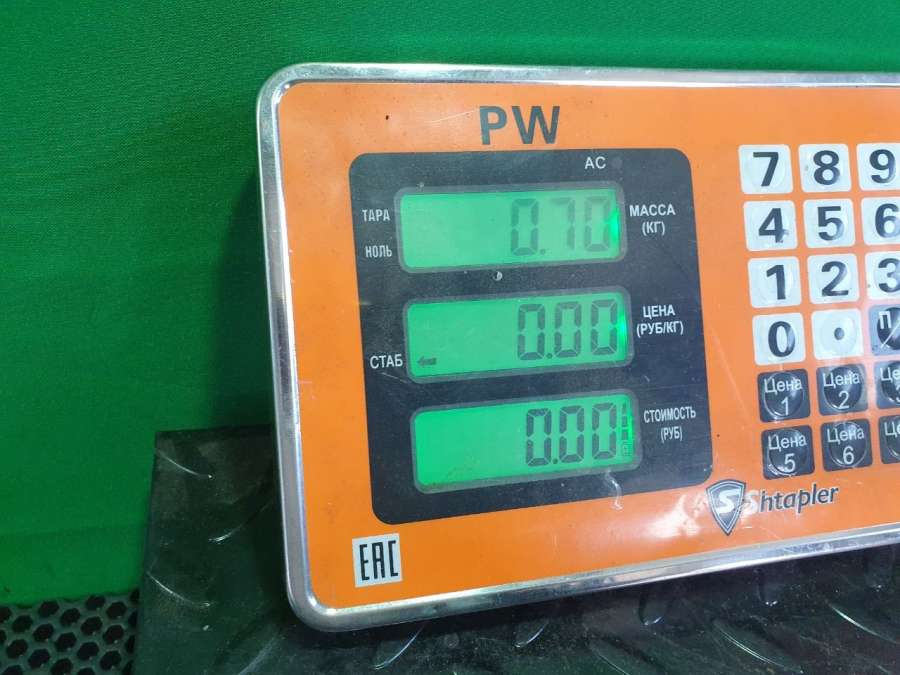 PW
AC
ТАРА
НОЛЬ
0.70
МАССА
(КГ)
СТАБ
0.00
ЦЕНА
(РУБ/КГ)
0.00
СТОИМОСТЬ
(РУБ)
7 8 9
4 5 6
1 2 3
0 . П
Цена 1
Цена 2
Цена 5
Цена 6
S Shtapler
EAC